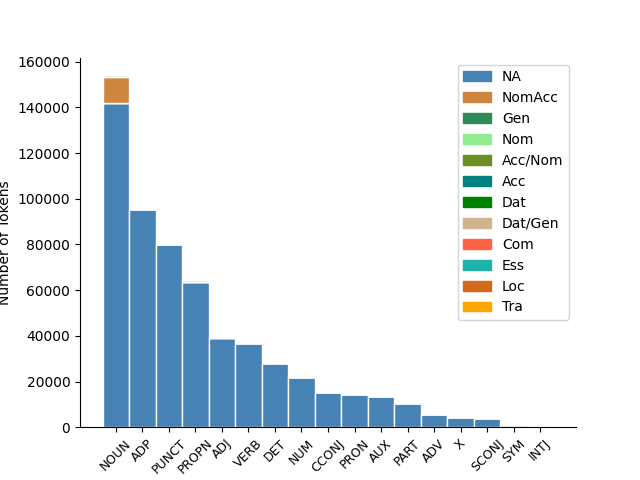 160000
140000
120000
100000
80000
60000
40000
20000
0
Number of Tokens
NA
NomAcc
Gen
Nom
Acc/Nom
Acc
Dat
Dat/Gen
Com
Ess
Loc
Tra
NOUN
ADP
PUNCT
PROPN
ADJ
VERB
DET
NUM
CCONJ
PRON
AUX
PART
ADV
X
SCONJ
SYM
INTJ